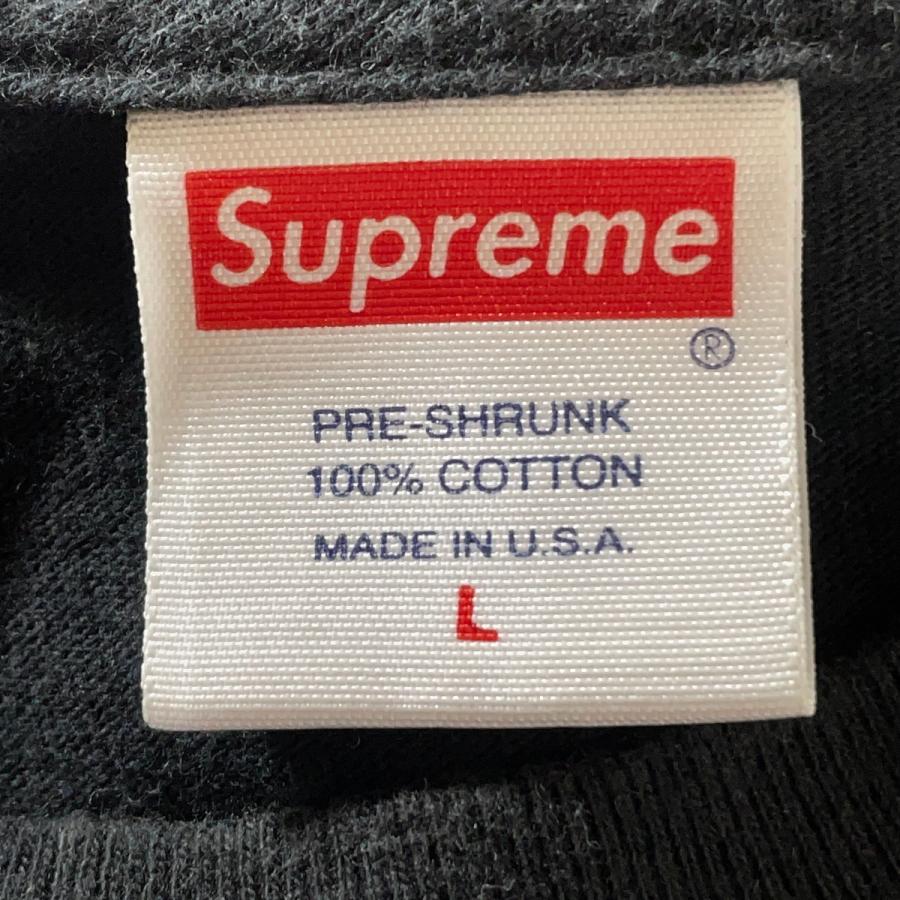 Supreme
®
PRE-SHRUNK
100% COTTON
MADE IN U.S.A.
L